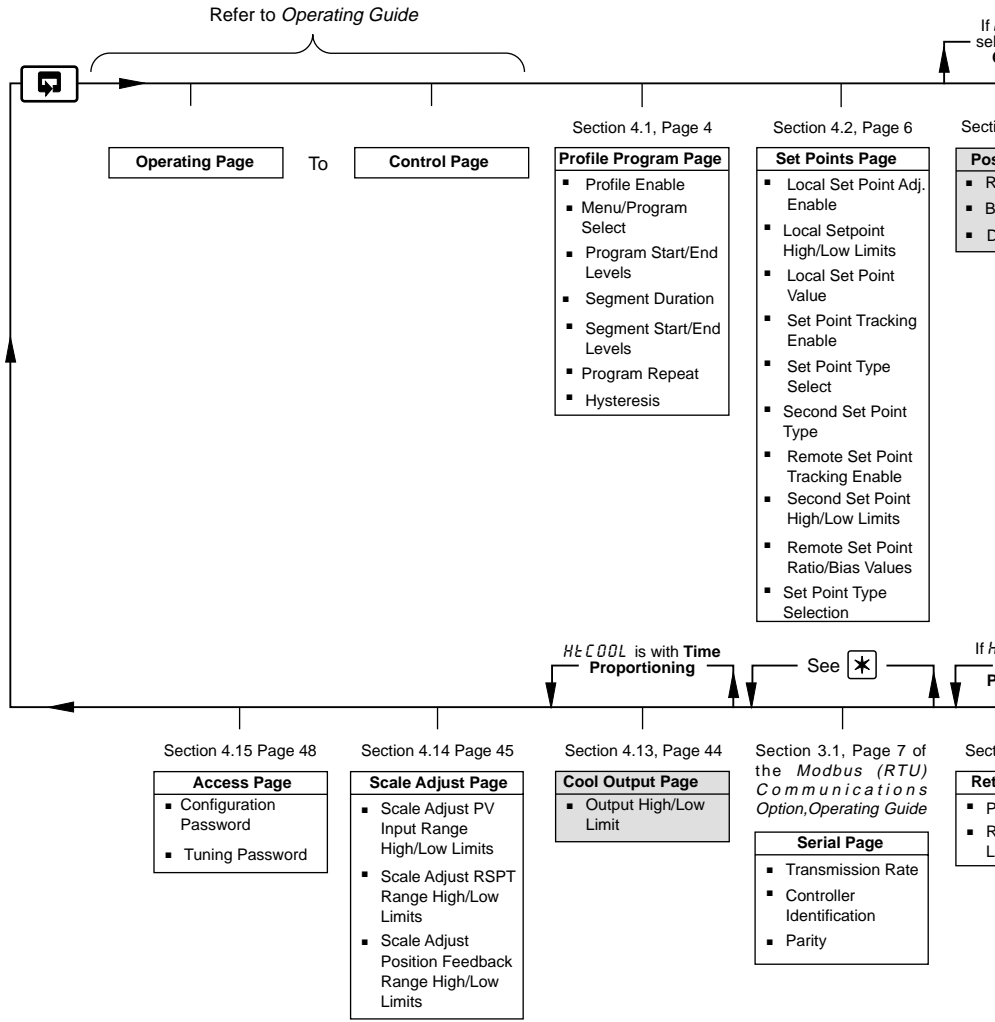 Refer to Operating Guide
If
Section 4.1, Page 4
Section 4.2, Page 6
Operating Page
To
Control Page
Profile Program Page
▪ Profile Enable
▪ Menu/Program
Select
▪ Program Start/End
Levels
▪ Segment Duration
▪ Segment Start/End
Levels
▪ Program Repeat
▪ Hysteresis
Set Points Page
▪ Local Set Point Adj.
Enable
▪ Local Setpoint
High/Low Limits
▪ Local Set Point
Value
▪ Set Point Tracking
Enable
▪ Set Point Type
Select
▪ Second Set Point
Type
▪ Remote Set Point
Tracking Enable
▪ Second Set Point
High/Low Limits
▪ Remote Set Point
Ratio/Bias Values
▪ Set Point Type
Selection
HtCOOL is with Time
Proportioning
See
If
Section 4.15 Page 48
Access Page
▪ Configuration
Password
▪ Tuning Password
Section 4.14 Page 45
Scale Adjust Page
▪ Scale Adjust PV
Input Range
High/Low Limits
▪ Scale Adjust RSPT
Range High/Low
Limits
▪ Scale Adjust
Position Feedback
Range High/Low
Limits
Section 4.13, Page 44
Cool Output Page
▪ Output High/Low
Limit
Section 3.1, Page 7 of
the Modbus (RTU)
Communications
Option,Operating Guide
Serial Page
▪ Transmission Rate
▪ Controller
Identification
▪ Parity